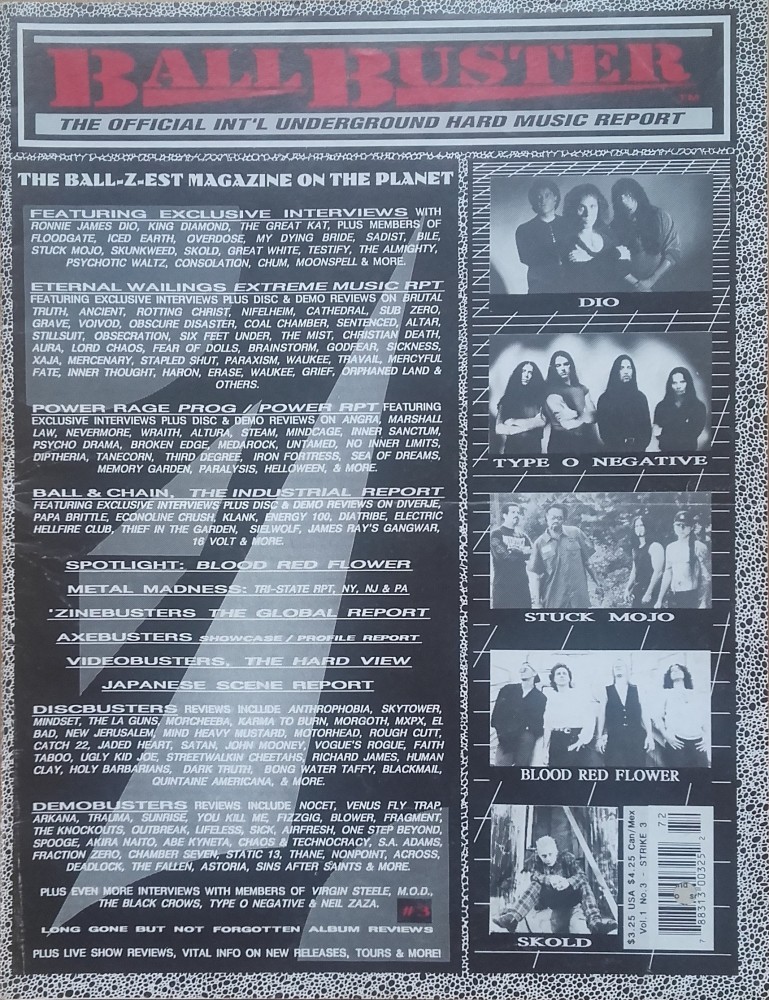 BALL BUSTER TM
THE OFFICIAL INT'L UNDERGROUND HARD MUSIC REPORT
THE BALL-Z-EST MAGAZINE ON THE PLANET
FEATURING EXCLUSIVE INTERVIEWS WITH
RONNIE JAMES DIO, KING DIAMOND, THE GREAT KAT, PLUS MEMBERS OF
FLOODGATE, ICED EARTH, OVERDOSE, MY DYING BRIDE, SADIST, BILE,
STUCK MOJO, SKUNKWEED, SKOLD, GREAT WHITE, TESTIFY, THE ALMIGHTY,
PSYCHOTIC WALTZ, CONSOLATION, CHUM, MOONSPELL & MORE.
ETERNAL WAILINGS EXTREME MUSIC RPT
FEATURING EXCLUSIVE INTERVIEWS PLUS DISC & DEMO REVIEWS ON BRUTAL
TRUTH, ANCIENT, ROTTING CHRIST, NIFELHEIM, CATHEDRAL, SUB ZERO,
GRAVE, VOIVOD, OBSCURE DISASTER, COAL CHAMBER, SENTENCED, ALTAR,
STILLSUIT, OBSECRATION, SIX FEET UNDER, THE MIST, CHRISTIAN DEATH,
AURA, LORD CHAOS, FEAR OF DOLLS, BRAINSTORM, GODFEAR, SICKNESS,
XAJA, MERCENARY, STAPLED SHUT, PARAXISM, WAUKEE, TRAVAIL, MERCYFUL
FATE, INNER THOUGHT, HARON, ERASE, WAUKEE, GRIEF, ORPHANED LAND &
OTHERS.
POWER RAGE PROG / POWER RPT FEATURING
EXCLUSIVE INTERVIEWS PLUS DISC & DEMO REVIEWS ON ANGRA, MARSHALL
LAW, NEVERMORE, WRAITH, ALTURA, STEAM, MINDCAGE, INNER SANCTUM,
PSYCHO DRAMA, BROKEN EDGE, MEDAROCK, UNTAMED, NO INNER LIMITS,
DIPTHERIA, TANECORN, THIRD DEGREE, IRON FORTRESS, SEA OF DREAMS,
MEMORY GARDEN, PARALYSIS, HELLOWEEN, & MORE.
BALL & CHAIN, THE INDUSTRIAL REPORT
FEATURING EXCLUSIVE INTERVIEWS PLUS DISC & DEMO REVIEWS ON DIVERJE,
PAPA BRITTLE, ECONOLINE CRUSH, KLANK, ENERGY 100, DIATRIBE, ELECTRIC
HELLFIRE CLUB, THIEF IN THE GARDEN, SIELWOLF, JAMES RAY'S GANGWAR,
16 VOLT & MORE.
SPOTLIGHT: BLOOD RED FLOWER
METAL MADNESS: TRI-STATE RPT, NY, NJ & PA
'ZINEBUSTERS THE GLOBAL REPORT
AXEBUSTERS SHOWCASE / PROFILE REPORT
VIDEOBUSTERS, THE HARD VIEW
JAPANESE SCENE REPORT
DISCBUSTERS REVIEWS INCLUDE ANTHROPHOBIA, SKYTOWER,
MINDSET, THE LA GUNS, MORCHEEBA, KARMA TO BURN, MORGOTH, MXPX, EL
BAD, NEW JERUSALEM, MIND HEAVY MUSTARD, MOTORHEAD, ROUGH CUTT,
CATCH 22, JADED HEART, SATAN, JOHN MOONEY, VOGUE'S ROGUE, FAITH
TABOO, UGLY KID JOE, STREETWALKIN CHEETAHS, RICHARD JAMES, HUMAN
CLAY, HOLY BARBARIANS, DARK TRUTH, BONG WATER TAFFY, BLACKMAIL,
QUINTAINE AMERICANA, & MORE.
DEMOBUSTERS REVIEWS INCLUDE NOCET, VENUS FLY TRAP,
ARKANA, TRAUMA, SUNRISE, YOU KILL ME, FIZZGIG, BLOWER, FRAGMENT,
THE KNOCKOUTS, OUTBREAK, LIFELESS, SICK, AIRFRESH, ONE STEP BEYOND,
SPOOGE, AKIRA NAITO, ABE KYNETA, CHAOS & TECHNOCRACY, S.A. ADAMS,
FRACTION ZERO, CHAMBER SEVEN, STATIC 13, THANE, NONPOINT, ACROSS,
DEADLOCK, THE FALLEN, ASTORIA, SINS AFTER SAINTS & MORE.
PLUS EVEN MORE INTERVIEWS WITH MEMBERS OF VIRGIN STEELE, M.O.D.,
THE BLACK CROWS, TYPE O NEGATIVE & NEIL ZAZA.
# 3
LONG GONE BUT NOT FORGOTTEN ALBUM REVIEWS
PLUS LIVE SHOW REVIEWS, VITAL INFO ON NEW RELEASES, TOURS & MORE!
DIO
TYPE O NEGATIVE
STUCK MOJO
BLOOD RED FLOWER
SKOLD
$3.25 USA $4.25 Can/Mex
Vol.1 No.3 - STRIKE 3
72
7 88313 00325 2